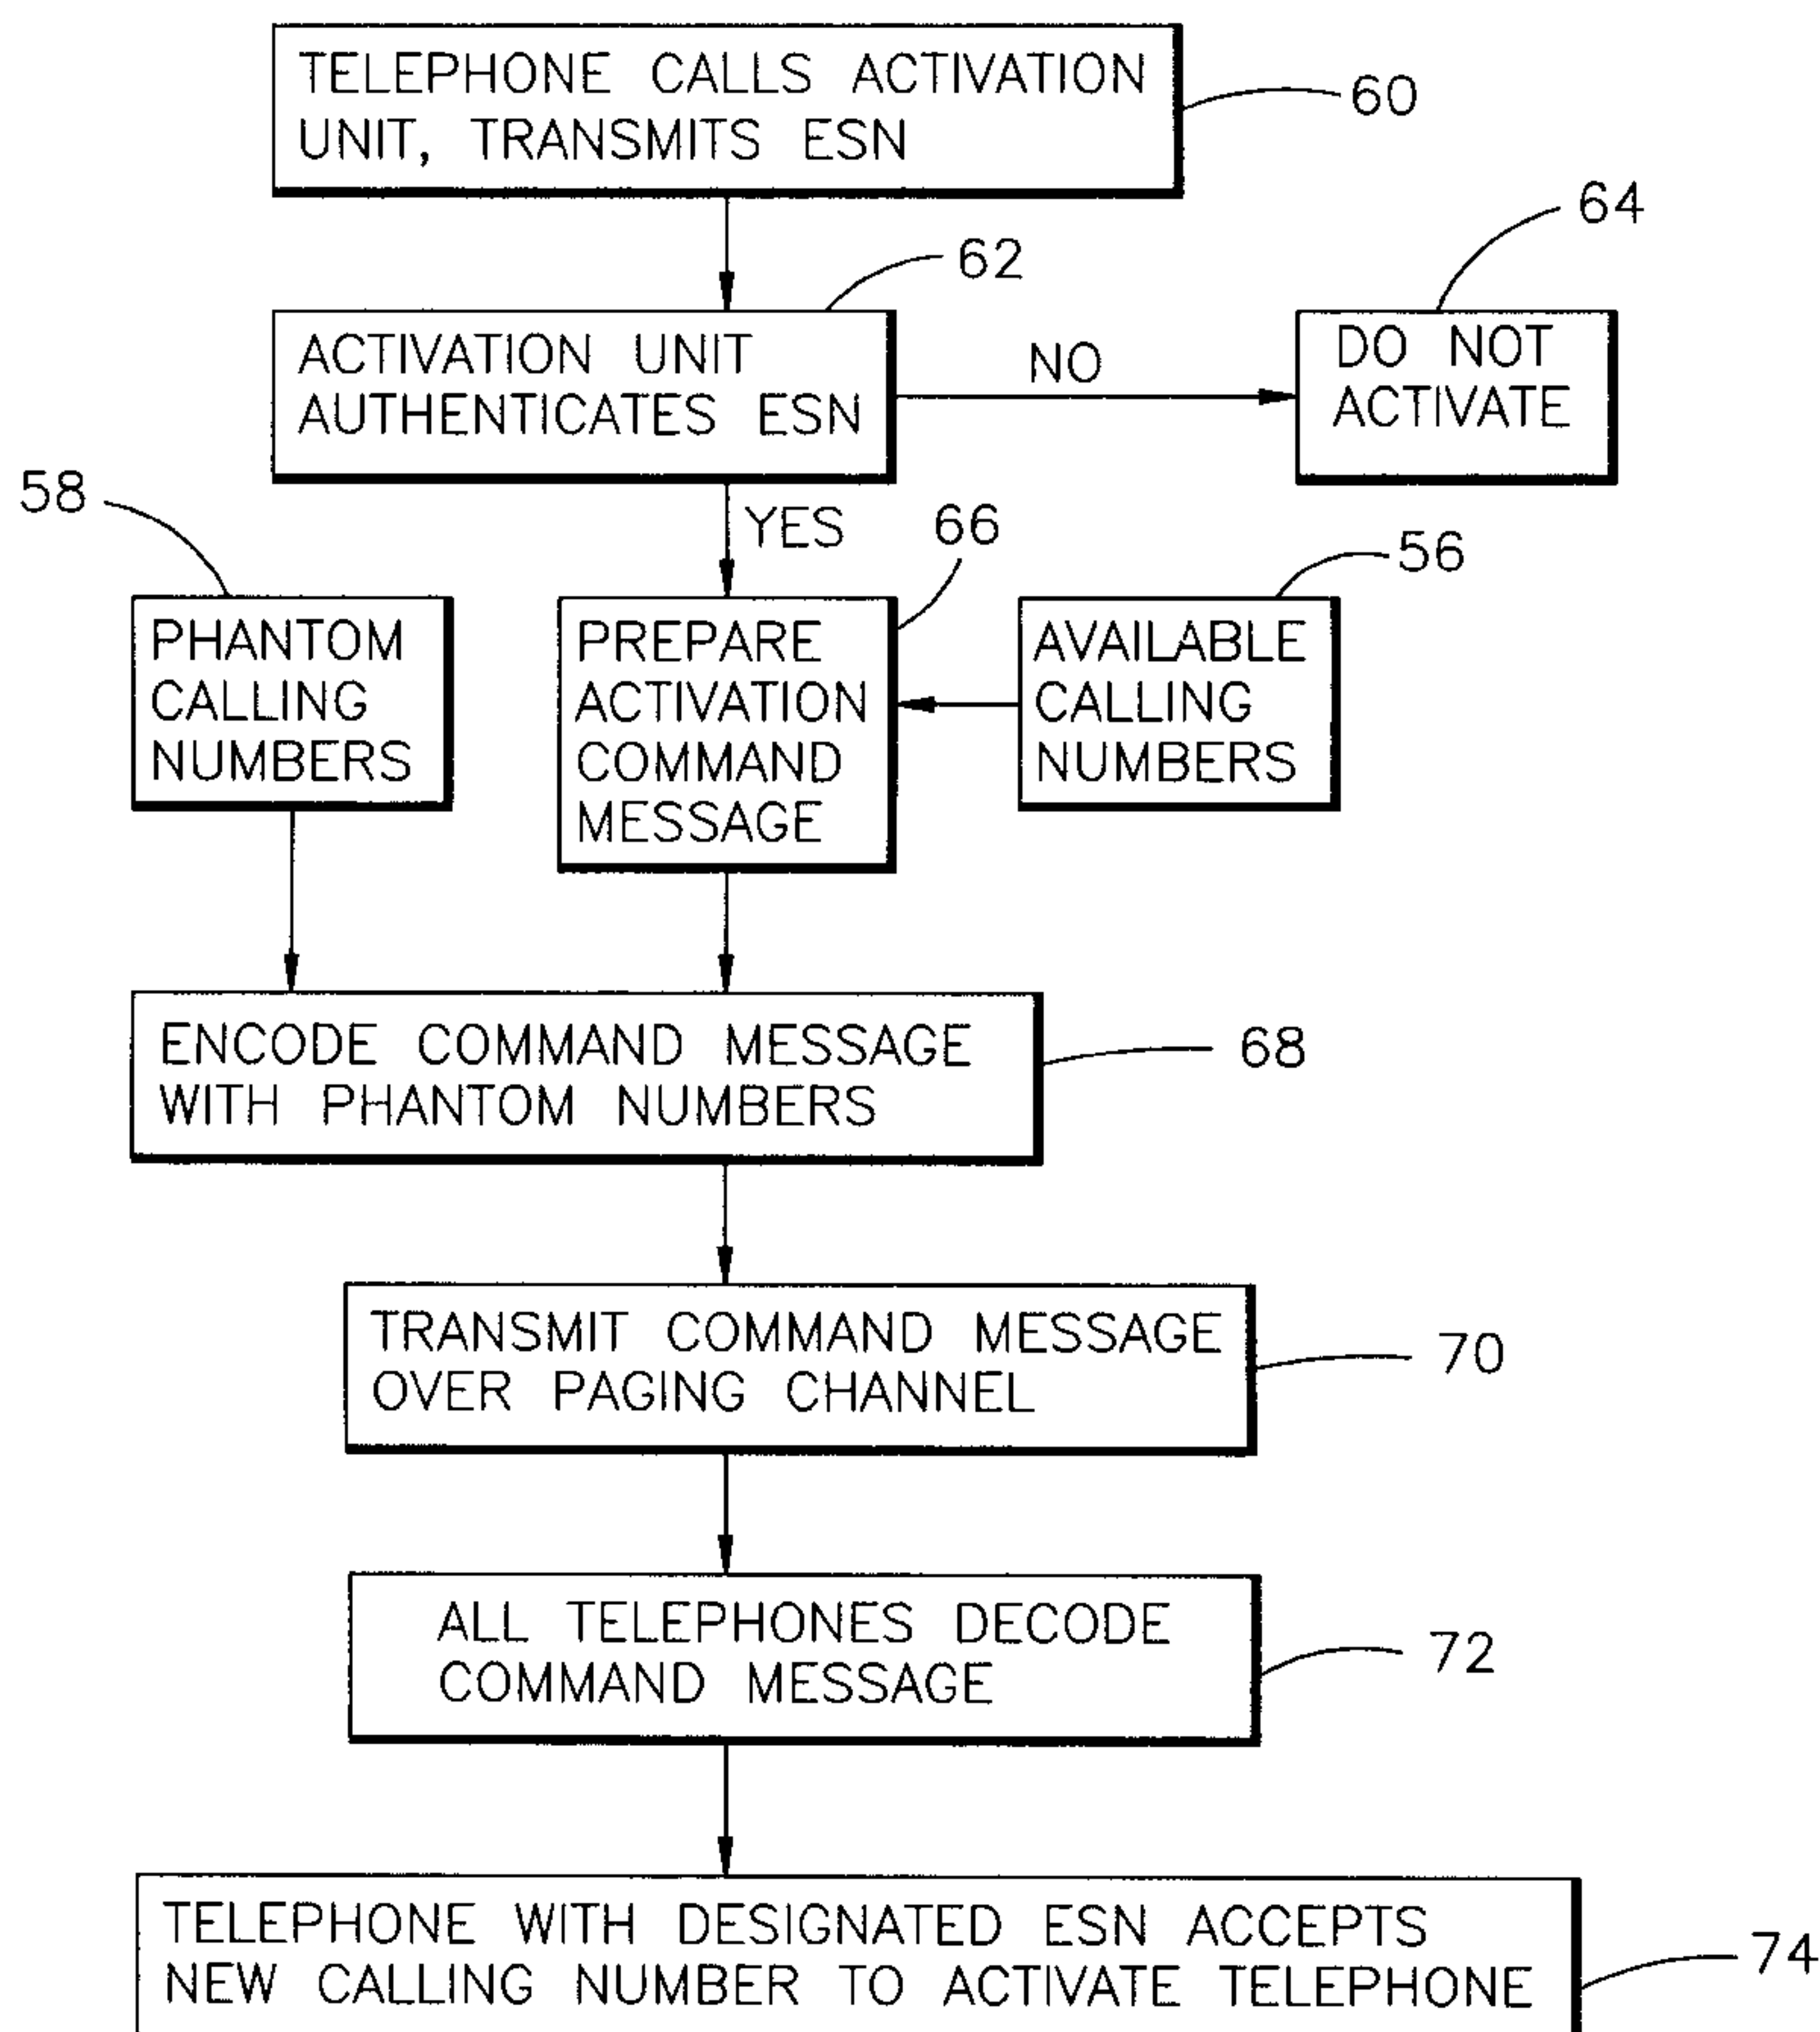 TELEPHONE CALLS ACTIVATION
UNIT, TRANSMITS ESN
60
64
62
ACTIVATION UNIT
AUTHENTICATES ESN
NO
DO NOT
ACTIVATE
58
YES
66
56
PHANTOM
CALLING
NUMBERS
PREPARE
ACTIVATION
COMMAND
MESSAGE
AVAILABLE
CALLING
NUMBERS
ENCODE COMMAND MESSAGE
WITH PHANTOM NUMBERS
68
TRANSMIT COMMAND MESSAGE
OVER PAGING CHANNEL
70
ALL TELEPHONES DECODE
COMMAND MESSAGE
72
TELEPHONE WITH DESIGNATED ESN ACCEPTS
NEW CALLING NUMBER TO ACTIVATE TELEPHONE
74